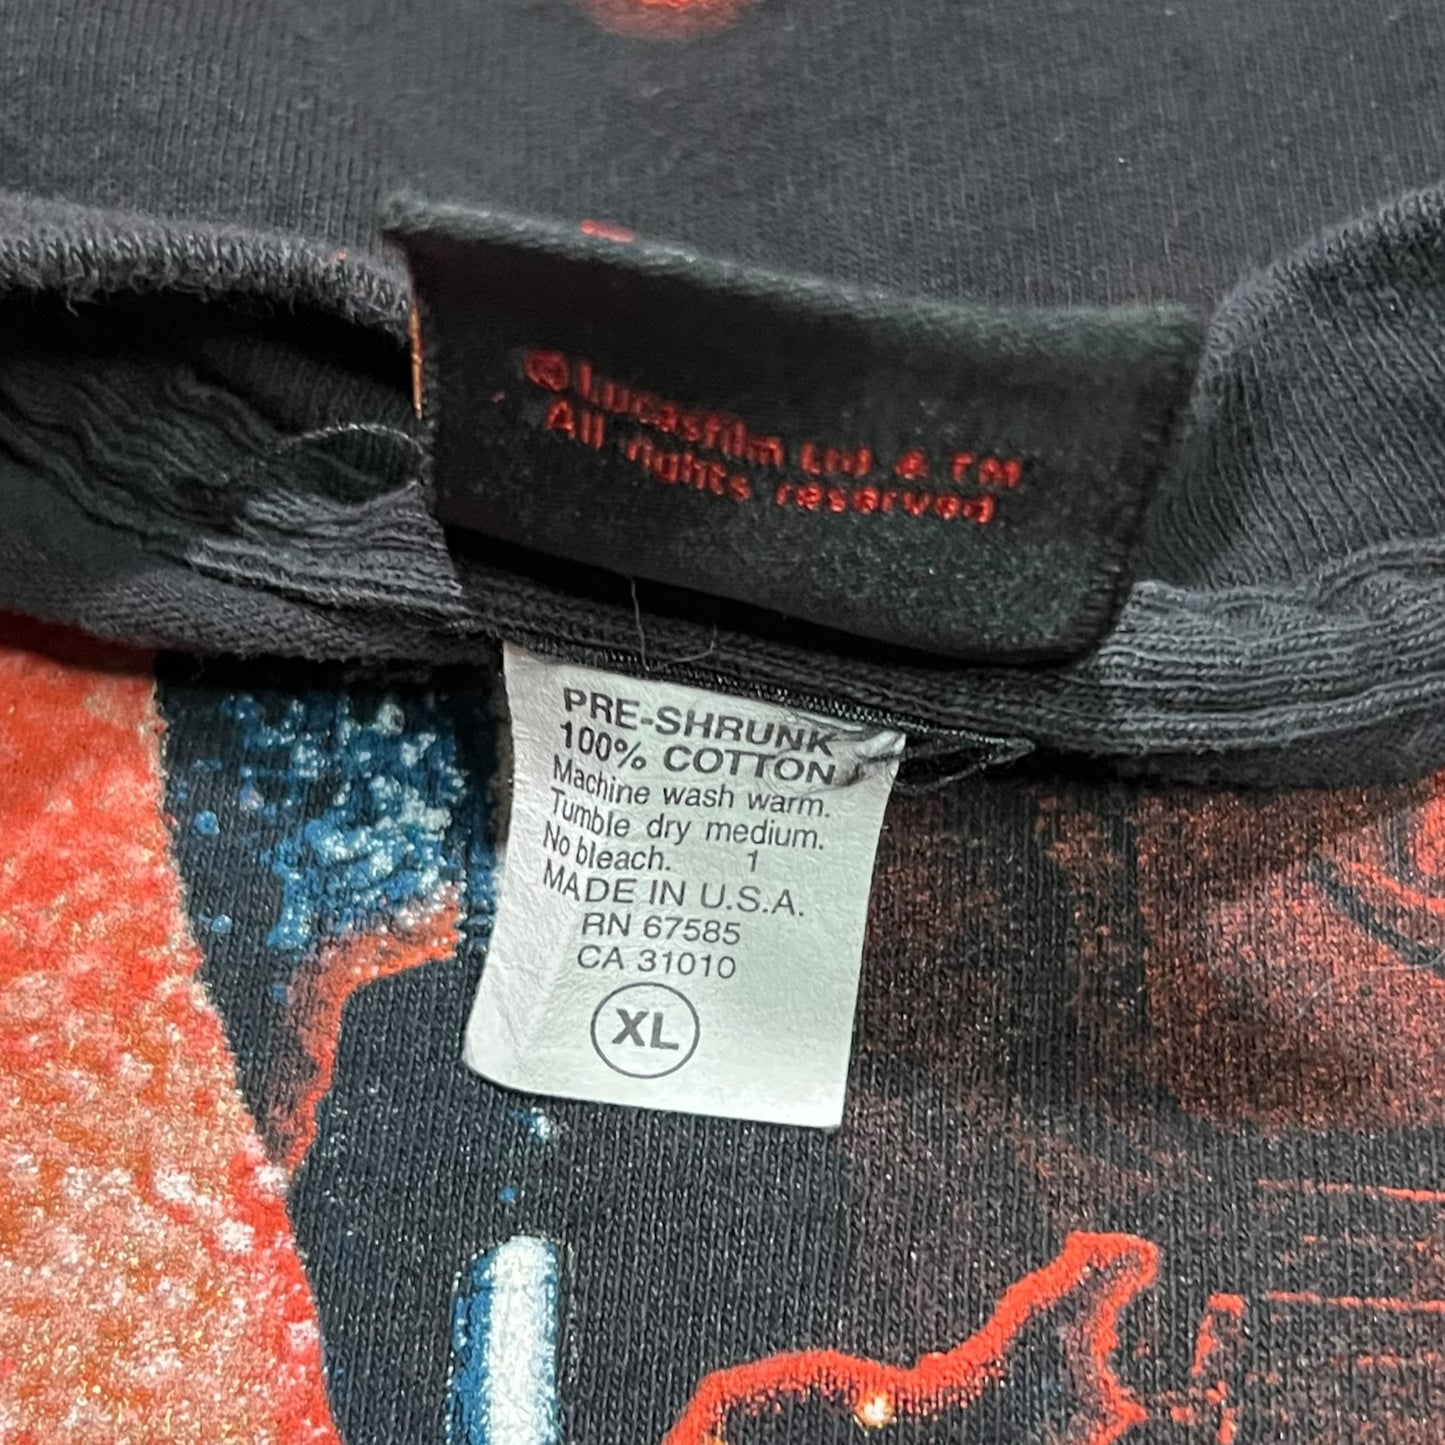 ©Lucasfilm Ltd & TM
All rights reserved
PRE-SHRUNK
100% COTTON
Machine wash warm.
Tumble dry medium.
No bleach. 1
MADE IN U.S.A.
RN 67585
CA 31010
XL